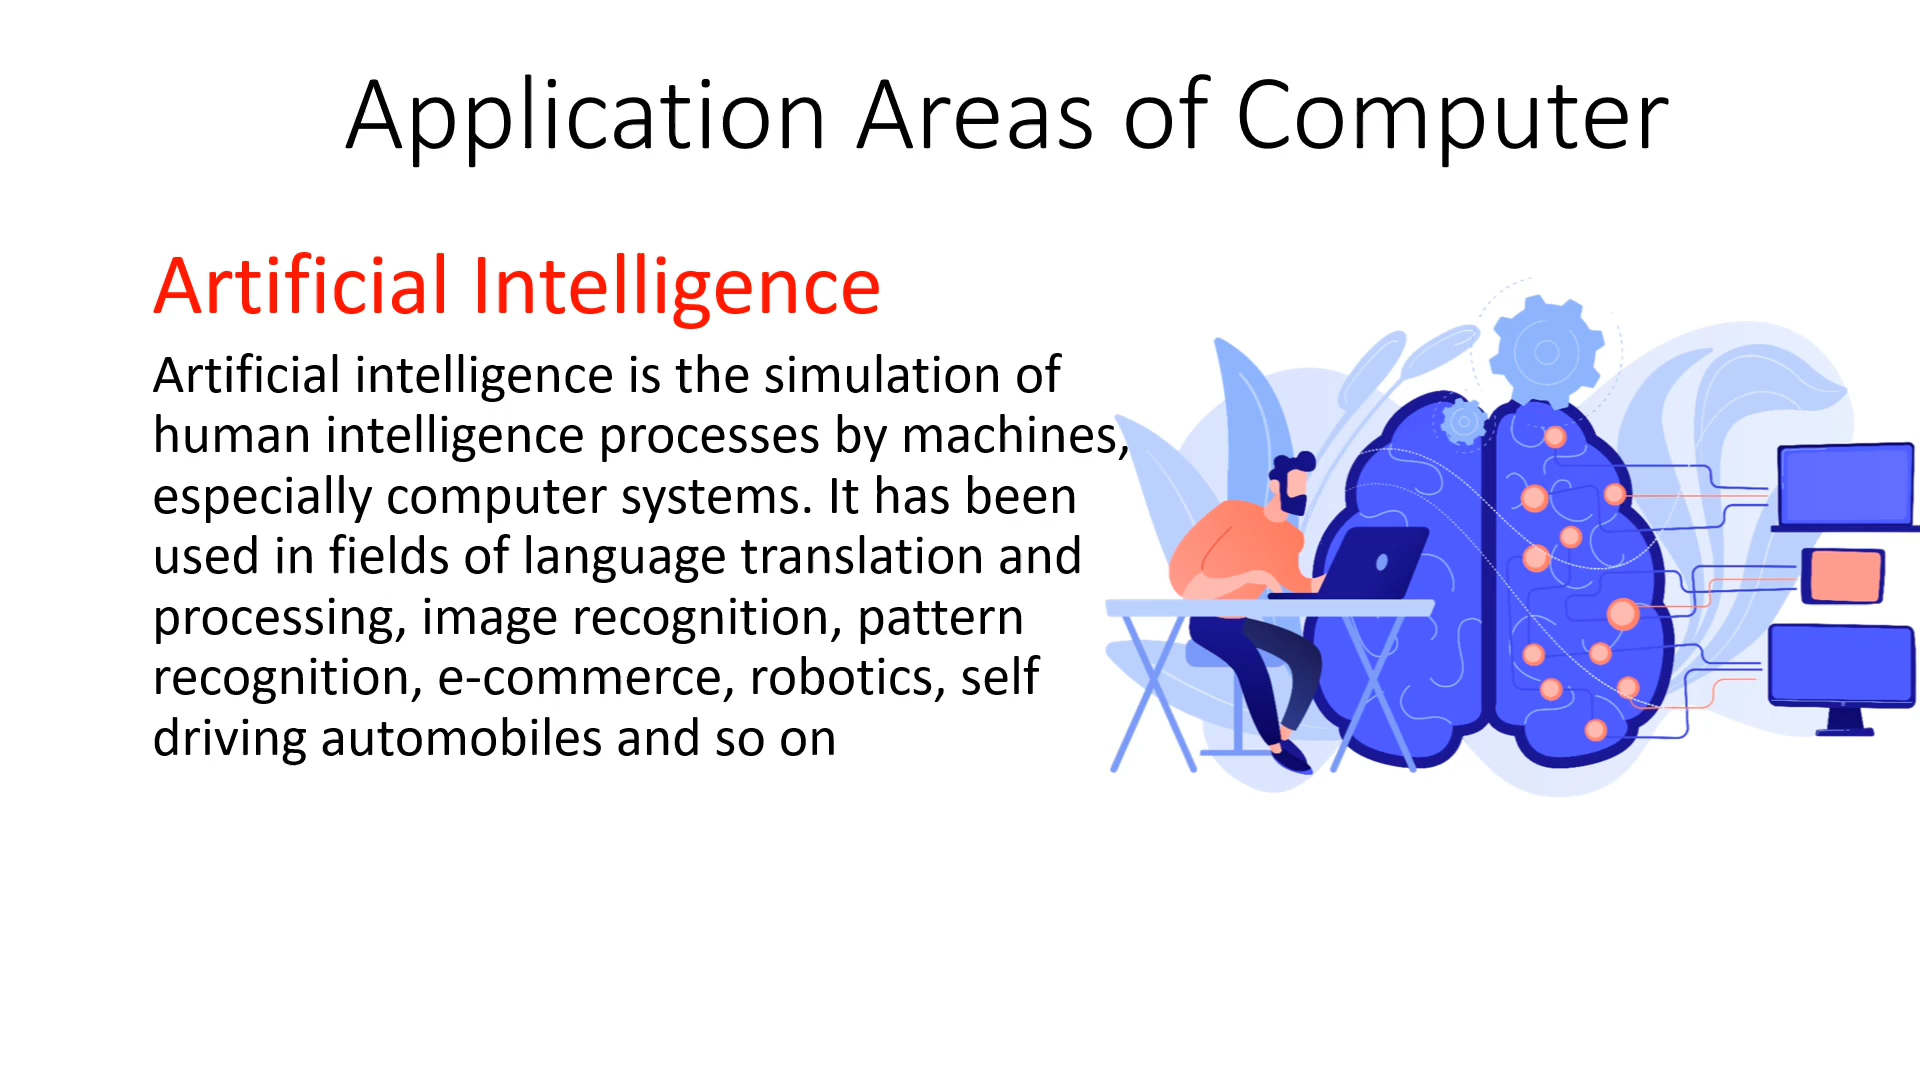 Application Areas of Computer
Artificial Intelligence
Artificial intelligence is the simulation of
human intelligence processes by machines,
especially computer systems. It has been
used in fields of language translation and
processing, image recognition, pattern
recognition, e-commerce, robotics, self
driving automobiles and so on